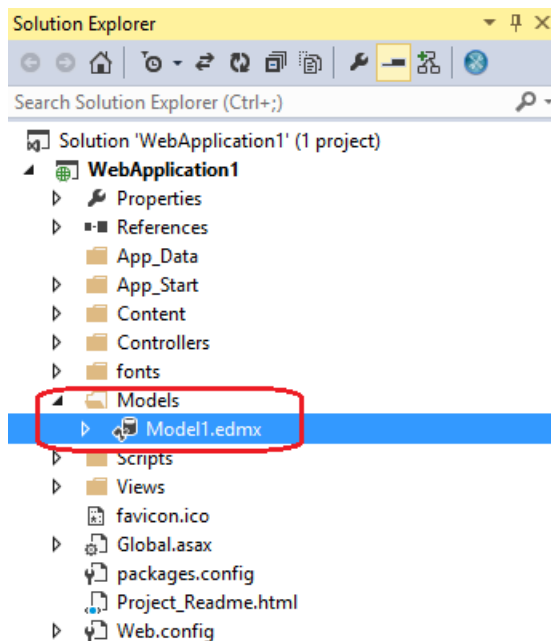 Solution Explorer
Search Solution Explorer (Ctrl+;)
Solution 'WebApplication1' (1 project)
WebApplication1
Properties
References
App_Data
App_Start
Content
Controllers
fonts
Models
Model1.edmx
Scripts
Views
favicon.ico
Global.asax
packages.config
Project_Readme.html
Web.config